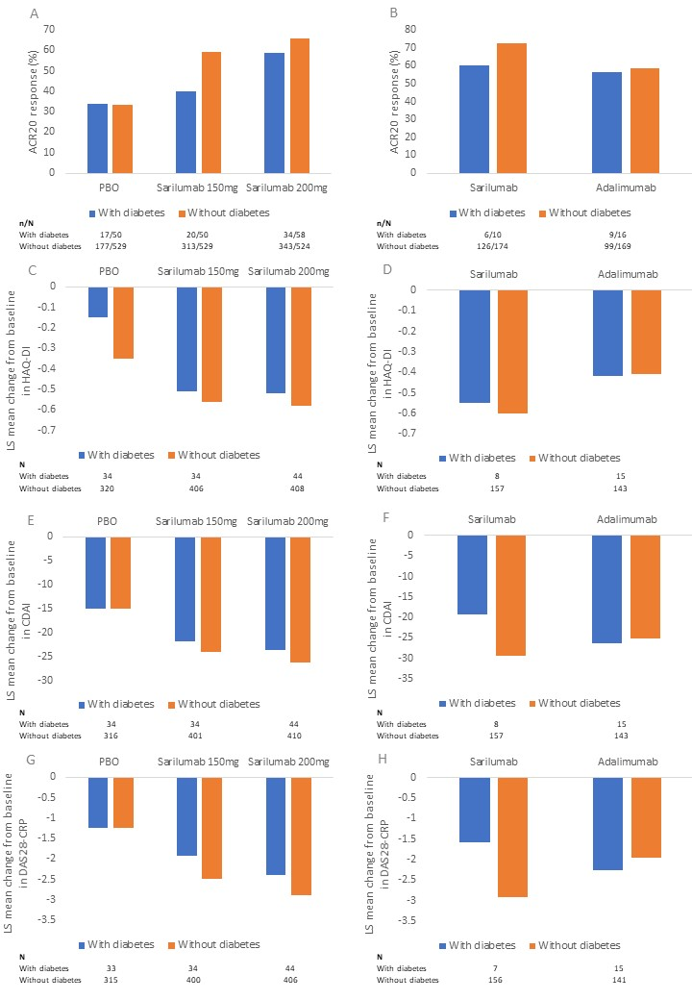 A
ACR20 response (%)
70
60
50
40
30
20
10
0
PBO Sarilumab 150mg Sarilumab 200mg
With diabetes Without diabetes
n/N
With diabetes 17/50 20/50 34/58
Without diabetes 177/529 313/529 343/524
B
ACR20 response (%)
80
70
60
50
40
30
20
10
0
Sarilumab Adalimumab
With diabetes Without diabetes
n/N
With diabetes 6/10 9/16
Without diabetes 126/174 99/169
C
PBO Sarilumab 150mg Sarilumab 200mg
LS mean change from baseline
in HAQ-DI
0
-0.1
-0.2
-0.3
-0.4
-0.5
-0.6
-0.7
With diabetes Without diabetes
N
With diabetes 34 34 44
Without diabetes 320 406 408
D
Sarilumab Adalimumab
LS mean change from baseline
in HAQ-DI
0
-0.1
-0.2
-0.3
-0.4
-0.5
-0.6
-0.7
With diabetes Without diabetes
N
With diabetes 8 15
Without diabetes 157 143
E
PBO Sarilumab 150mg Sarilumab 200mg
LS mean change from baseline
in CDAI
0
-5
-10
-15
-20
-25
-30
With diabetes Without diabetes
N
With diabetes 34 34 44
Without diabetes 316 401 410
F
Sarilumab Adalimumab
LS mean change from baseline
in CDAI
0
-5
-10
-15
-20
-25
-30
-35
With diabetes Without diabetes
N
With diabetes 8 15
Without diabetes 157 143
G
PBO Sarilumab 150mg Sarilumab 200mg
LS mean change from baseline
in DAS28-CRP
0
-0.5
-1
-1.5
-2
-2.5
-3
-3.5
With diabetes Without diabetes
N
With diabetes 33 34 44
Without diabetes 315 400 406
H
Sarilumab Adalimumab
LS mean change from baseline
in DAS28-CRP
0
-0.5
-1
-1.5
-2
-2.5
-3
-3.5
With diabetes Without diabetes
N
With diabetes 7 15
Without diabetes 156 141